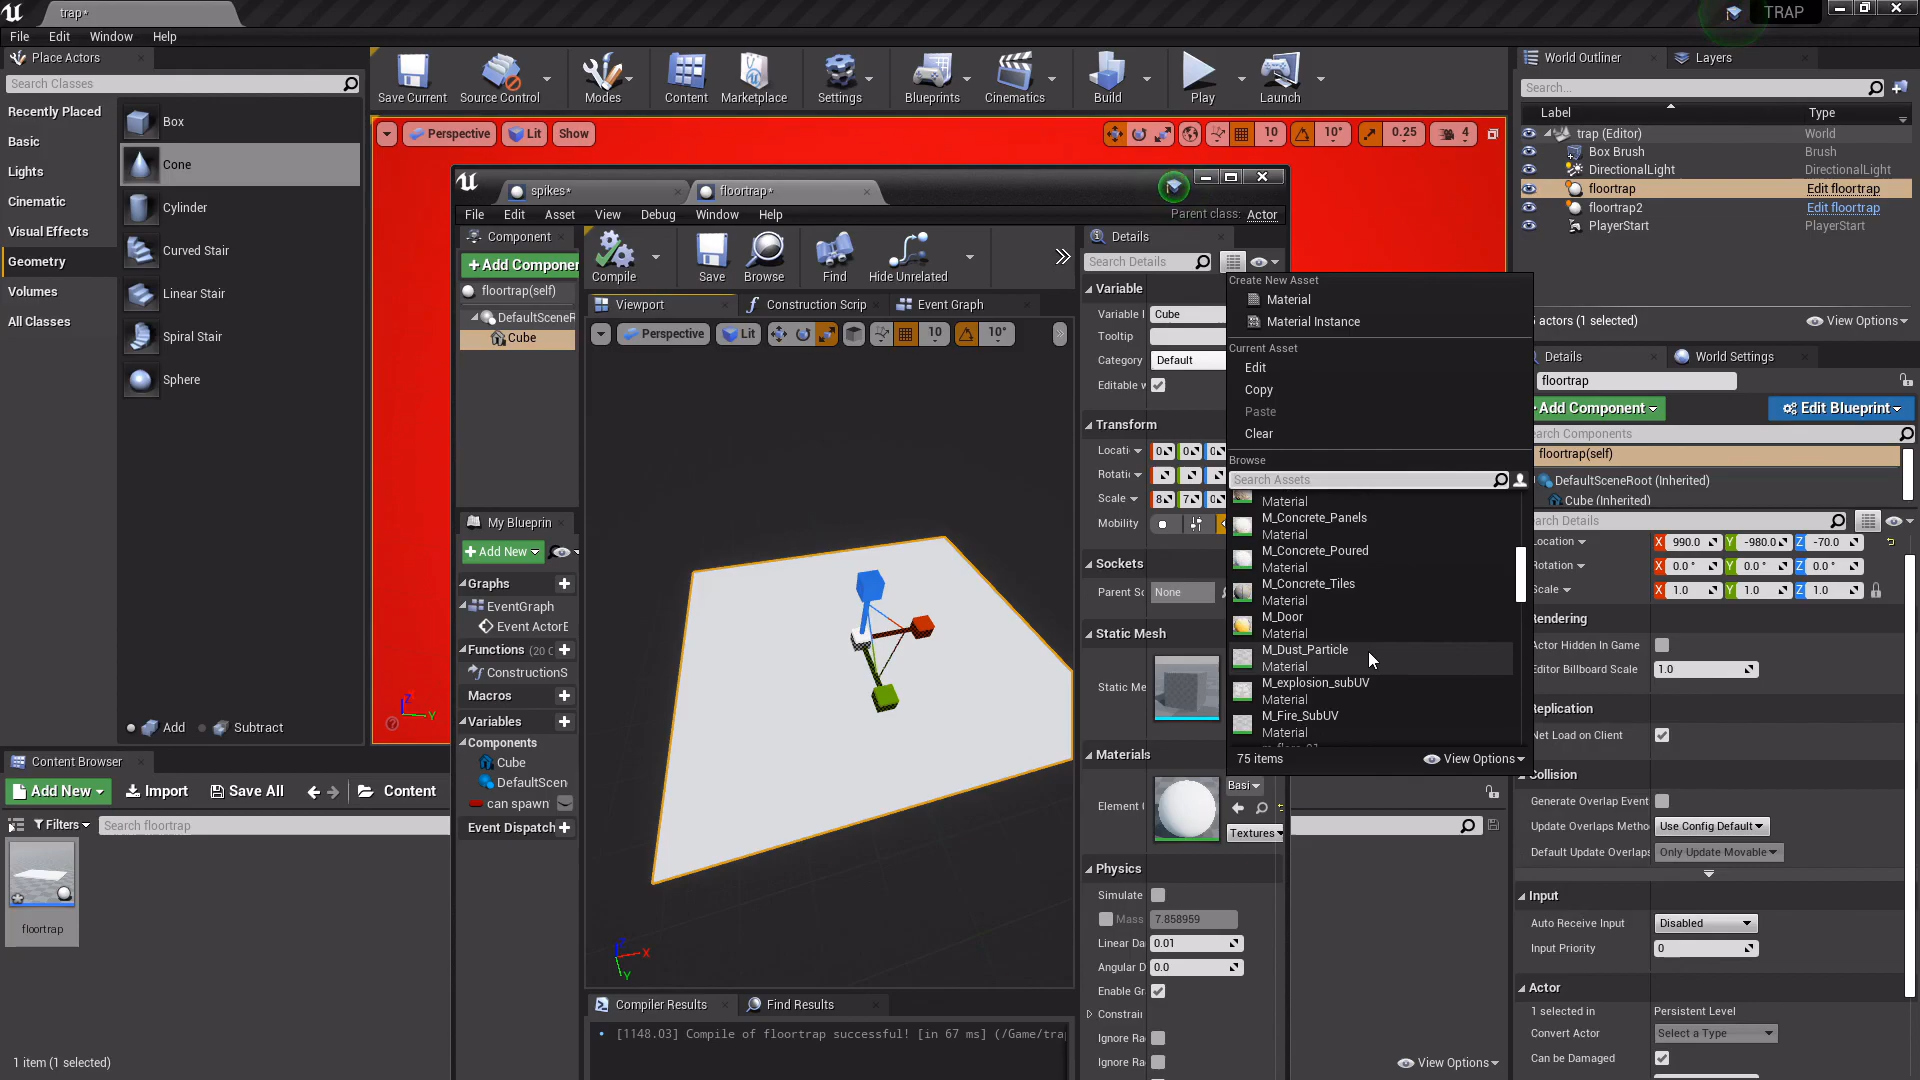 trap*
TRAP
File Edit Window Help
Place Actors
Search Classes
Recently Placed
Basic
Lights
Cinematic
Visual Effects
Geometry
Volumes
All Classes
Box
Cone
Cylinder
Curved Stair
Linear Stair
Spiral Stair
Sphere
Add Subtract
Save Current Source Control Modes Content Marketplace Settings Blueprints Cinematics Build Play Launch
Perspective Lit Show 10 10° 0.25 4
spikes* floortrap*
File Edit Asset View Debug Window Help
Parent class: Actor
Component
+Add Componen
floortrap(self)
DefaultSceneR
Cube
My Blueprin
+Add New
Graphs
EventGraph
Event ActorE
Functions (20 C
ConstructionS
Macros
Variables
Components
Cube
DefaultScen
can spawn
Event Dispatch
Compile Save Browse Find Hide Unrelated
Viewport Construction Scrip Event Graph
Perspective Lit 10 10°
Z X Y
Compiler Results Find Results
[1148.03] Compile of floortrap successful! [in 67 ms] (/Game/tra
Details
Search Details
Variable
Variable I Cube
Tooltip
Category Default
Editable w
Transform
Locati 0 0 0
Rotati
Scale 8 7 0
Mobility
Sockets
Parent Sc None
Static Mesh
Static Me
Materials
Element (
Basi
Textures
Physics
Simulate
Mass 7.858959
Linear Da 0.01
Angular D 0.0
Enable Gr
Constrai
Ignore Ra
Ignore Ra
Create New Asset
Material
Material Instance
Current Asset
Edit
Copy
Paste
Clear
Browse
Search Assets
Material
M_Concrete_Panels
Material
M_Concrete_Poured
Material
M_Concrete_Tiles
Material
M_Door
Material
M_Dust_Particle
Material
M_explosion_subUV
Material
M_Fire_SubUV
Material
75 items View Options
World Outliner Layers
Search...
Label Type
trap (Editor) World
Box Brush Brush
DirectionalLight DirectionalLight
floortrap Edit floortrap
floortrap2 Edit floortrap
PlayerStart PlayerStart
actors (1 selected) View Options
Details World Settings
floortrap
Add Component Edit Blueprint
earch Components
floortrap(self)
DefaultSceneRoot (Inherited)
Cube (Inherited)
earch Details
Location X 990.0 Y -980.0 Z -70.0
Rotation X 0.0 ° Y 0.0 ° Z 0.0 °
Scale X 1.0 Y 1.0 Z 1.0
Rendering
Actor Hidden In Game
Editor Billboard Scale 1.0
Replication
Net Load on Client
Collision
Generate Overlap Event
Update Overlaps Metho Use Config Default
Default Update Overlaps Only Update Movable
Input
Auto Receive Input Disabled
Input Priority 0
Actor
1 selected in Persistent Level
Convert Actor Select a Type
Can be Damaged
Content Browser
Add New Import Save All Content
Filters Search floortrap
floortrap
1 item (1 selected)
View Options